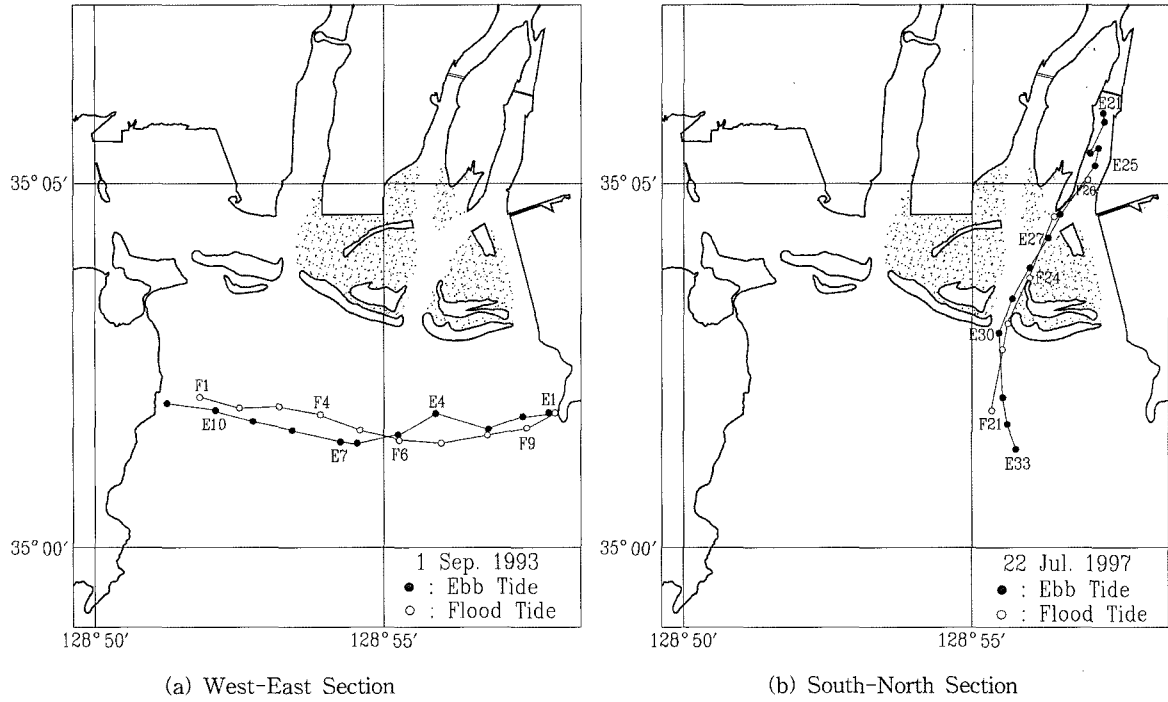 35° 05′
35° 00′
128° 50′
128° 55′
F1
F4
E4
E1
E10
E7
F6
F9
1 Sep. 1993
● : Ebb Tide
○ : Flood Tide
(a) West-East Section
E21
E25
F26
E27
F24
E30
F21
E33
35° 05′
35° 00′
128° 50′
128° 55′
22 Jul. 1997
● : Ebb Tide
○ : Flood Tide
(b) South-North Section